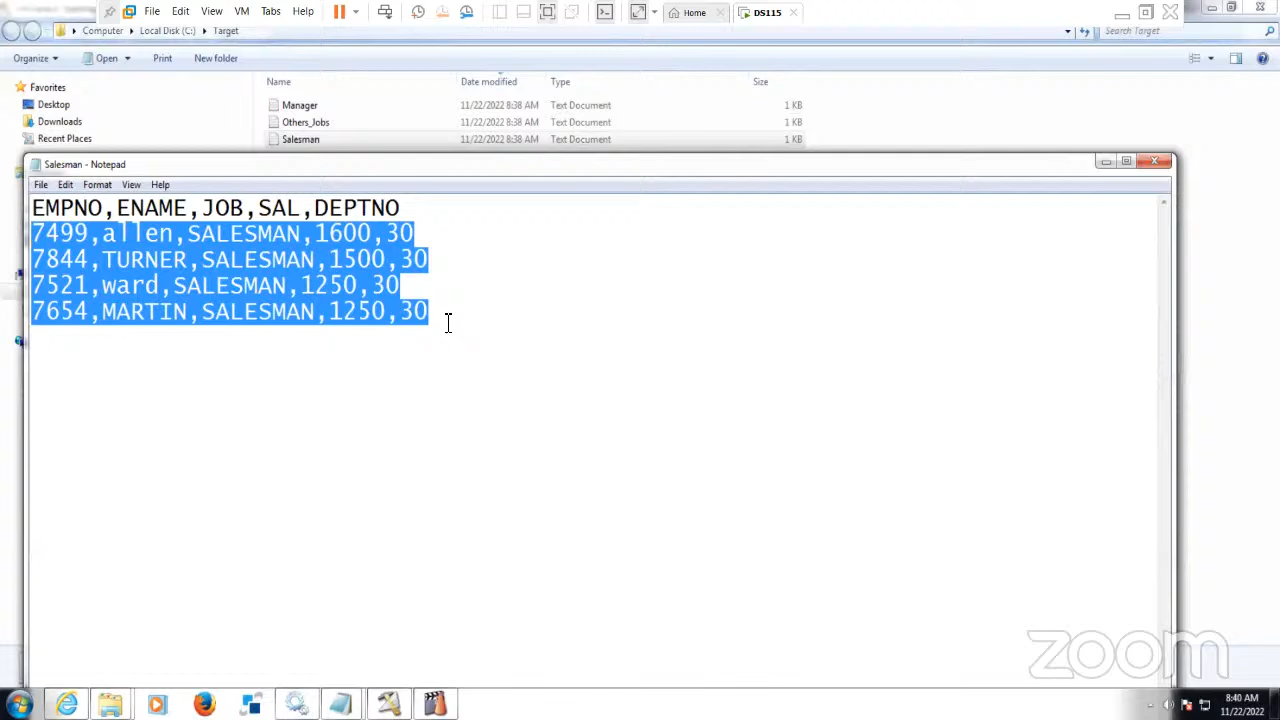 File Edit View VM Tabs Help Home DS115
Computer Local Disk (C:) Target Search Target
Organize Open Print New folder
Name Date modified Type Size
Favorites
Desktop
Downloads
Recent Places
Manager 11/22/2022 8:38 AM Text Document 1 KB
Others_Jobs 11/22/2022 8:38 AM Text Document 1 KB
Salesman 11/22/2022 8:38 AM Text Document 1 KB
Salesman - Notepad
File Edit Format View Help
EMPNO,ENAME,JOB,SAL,DEPTNO
7499,allen,SALESMAN,1600,30
7844,TURNER,SALESMAN,1500,30
7521,ward,SALESMAN,1250,30
7654,MARTIN,SALESMAN,1250,30
zoom
8:40 AM
11/22/2022